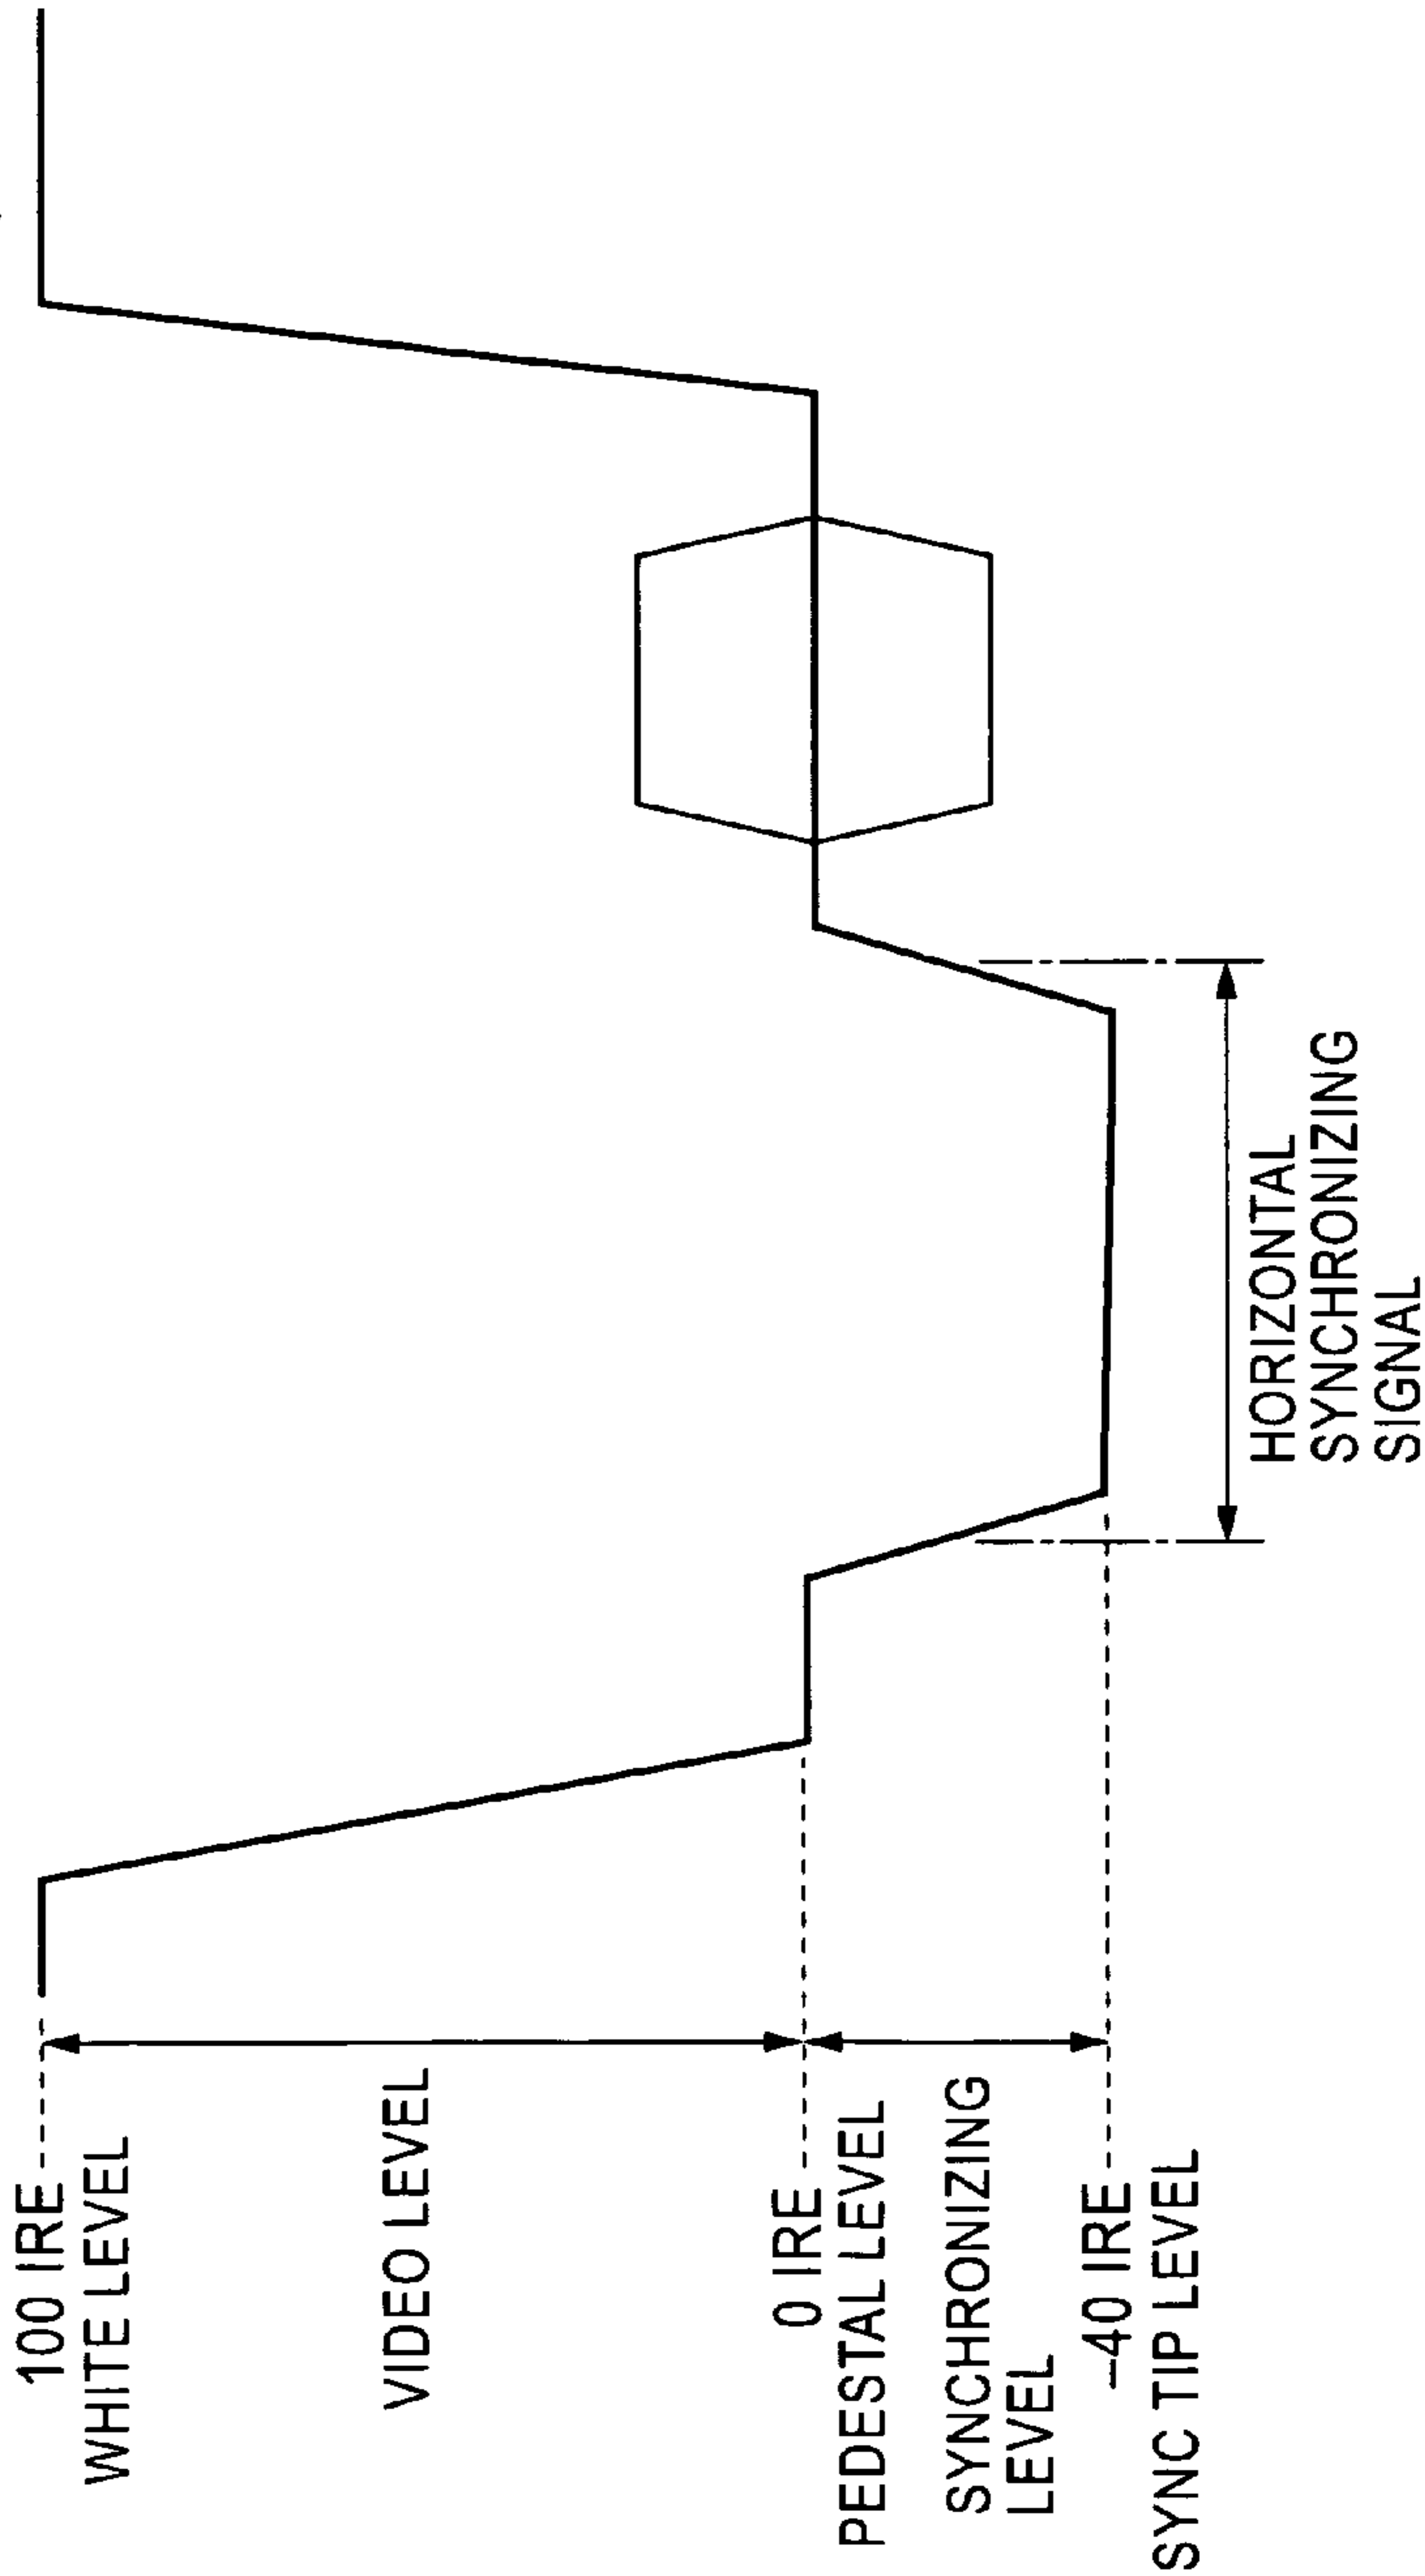 100 IRE
WHITE LEVEL
VIDEO LEVEL
0 IRE
PEDESTAL LEVEL
SYNCHRONIZING
LEVEL
–40 IRE
SYNC TIP LEVEL
HORIZONTAL
SYNCHRONIZING
SIGNAL